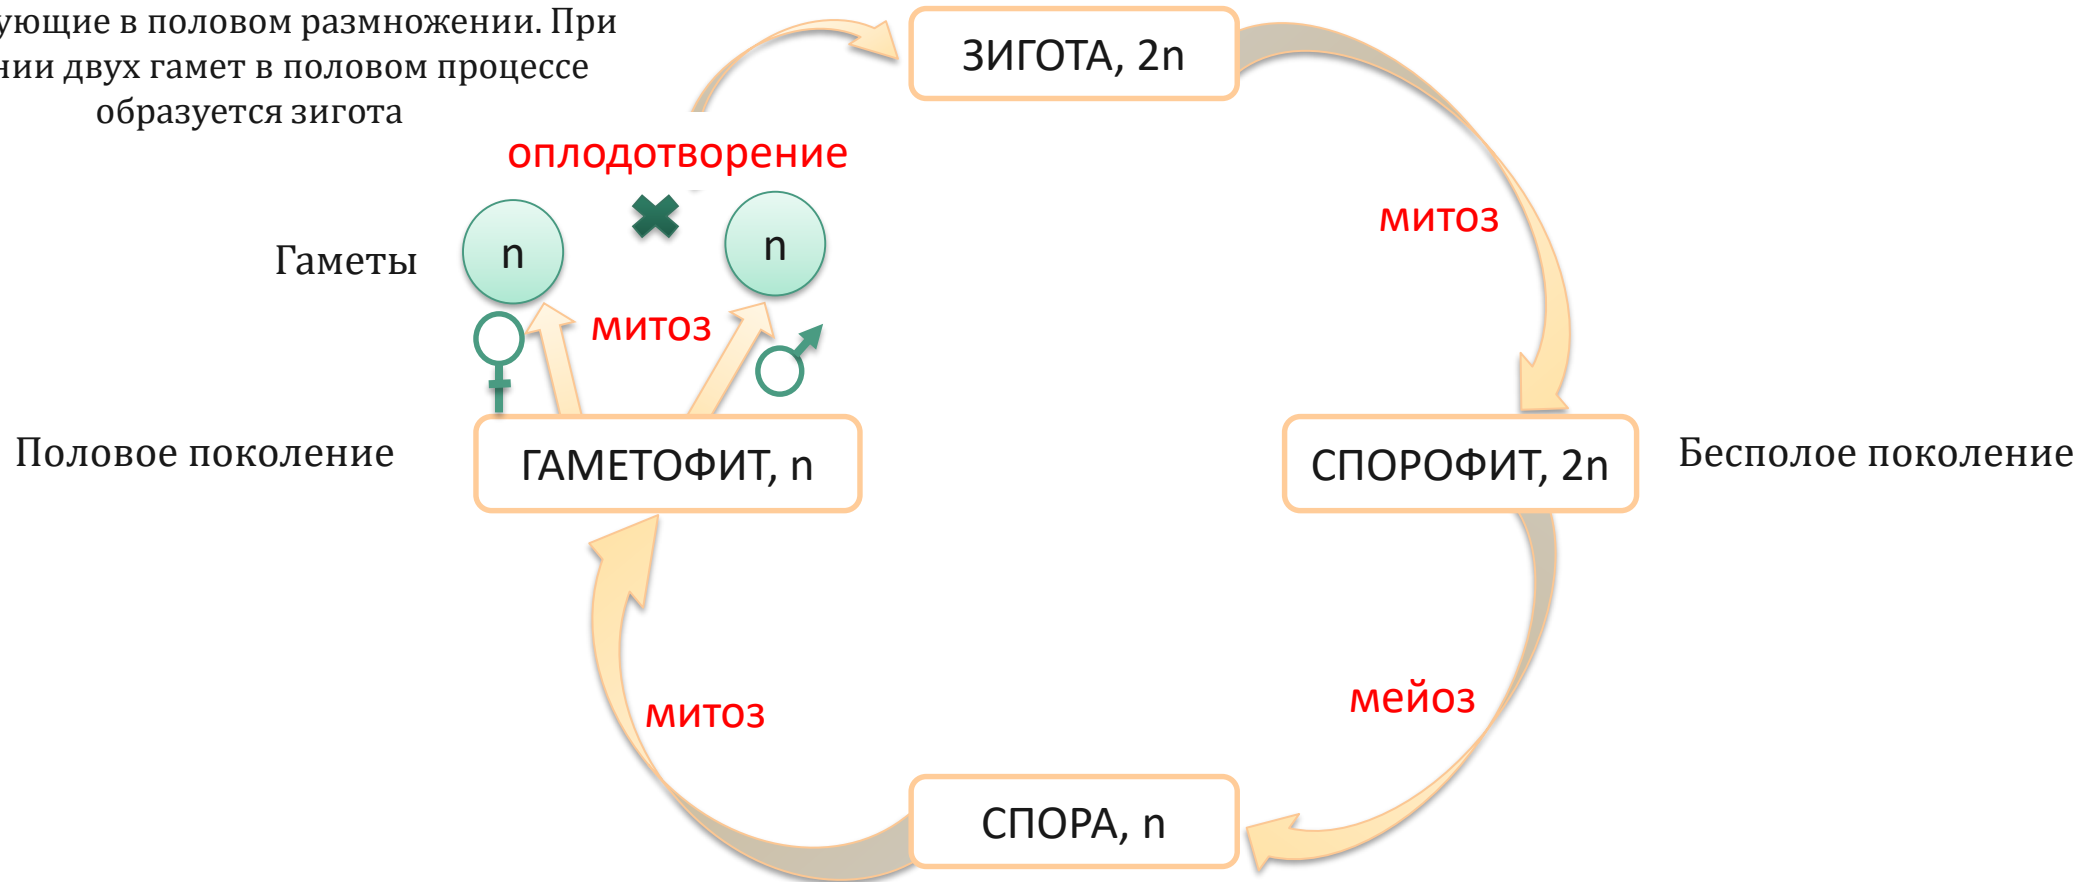 ующие в половом размножении. При
нии двух гамет в половом процессе
образуется зигота
ЗИГОТА, 2n
оплодотворение
митоз
Гаметы
n
n
митоз
Половое поколение
ГАМЕТОФИТ, n
СПОРОФИТ, 2n
Бесполое поколение
митоз
мейоз
СПОРА, n